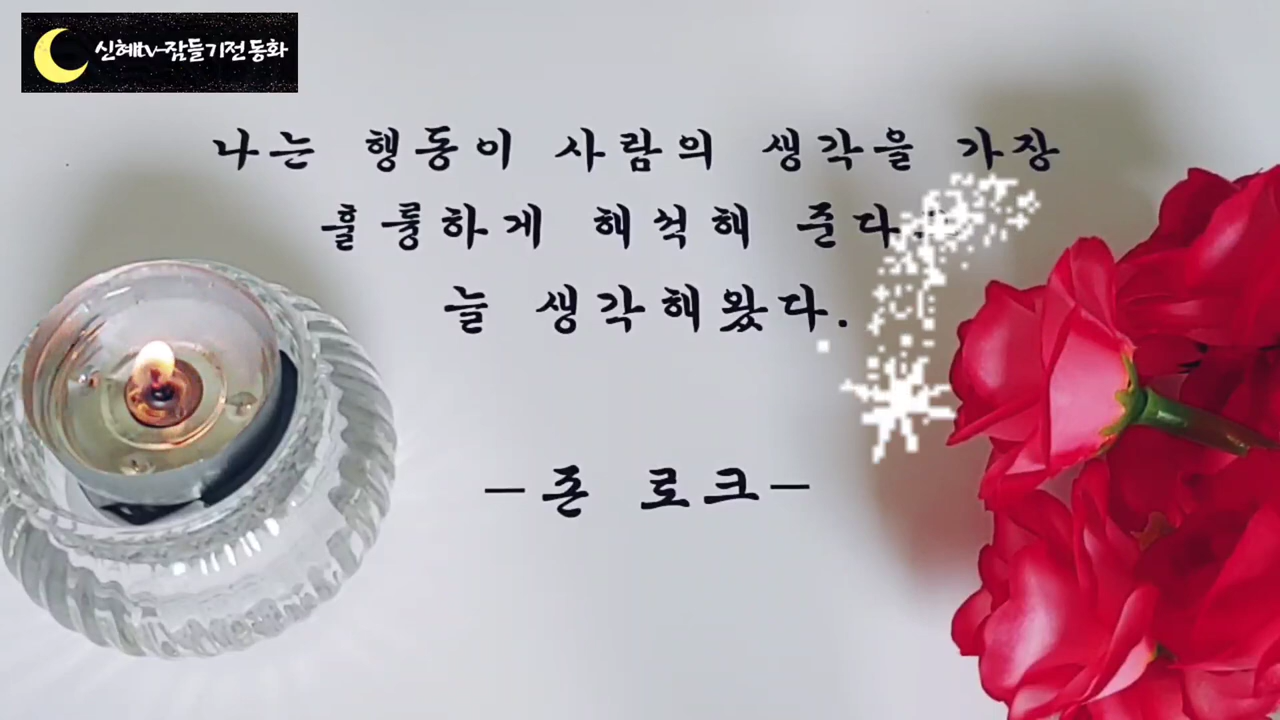 신혜tv-잠들기전동화
나는 행동이 사람의 생각을 가장
훌륭하게 해석해 준다.
늘 생각해왔다.
-존 로크-